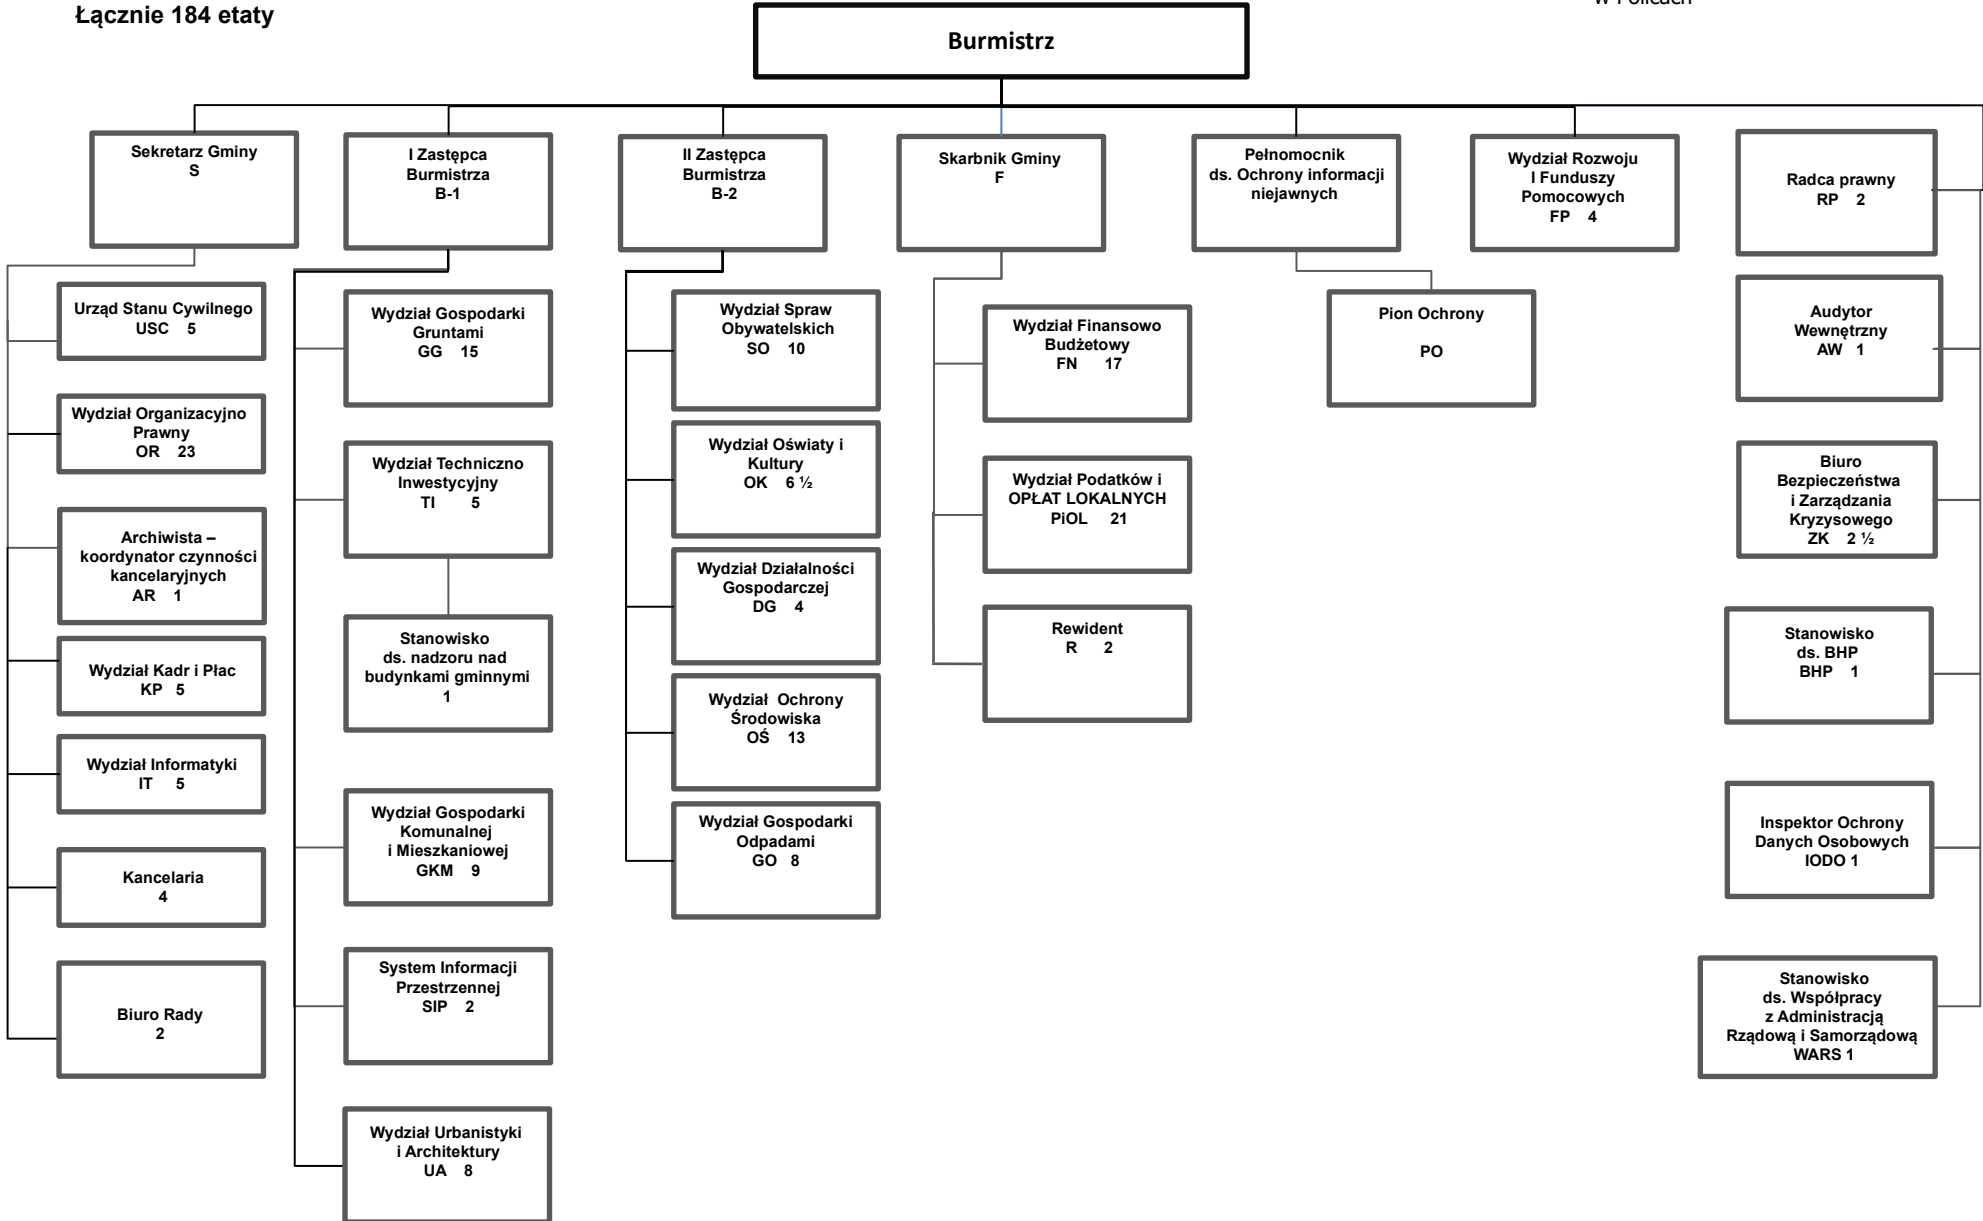 Łącznie 184 etaty
w Policach
Burmistrz
Sekretarz Gminy
S
I Zastępca
Burmistrza
B-1
II Zastępca
Burmistrza
B-2
Skarbnik Gminy
F
Pełnomocnik
ds. Ochrony informacji
niejawnych
Wydział Rozwoju
I Funduszy
Pomocowych
FP 4
Radca prawny
RP 2
Urząd Stanu Cywilnego
USC 5
Wydział Organizacyjno
Prawny
OR 23
Archiwista –
koordynator czynności
kancelaryjnych
AR 1
Wydział Kadr i Płac
KP 5
Wydział Informatyki
IT 5
Kancelaria
4
Biuro Rady
2
Wydział Gospodarki
Gruntami
GG 15
Wydział Techniczno
Inwestycyjny
TI 5
Stanowisko
ds. nadzoru nad
budynkami gminnymi
1
Wydział Gospodarki
Komunalnej
i Mieszkaniowej
GKM 9
System Informacji
Przestrzennej
SIP 2
Wydział Urbanistyki
i Architektury
UA 8
Wydział Spraw
Obywatelskich
SO 10
Wydział Oświaty i
Kultury
OK 6 ½
Wydział Działalności
Gospodarczej
DG 4
Wydział Ochrony
Środowiska
OŚ 13
Wydział Gospodarki
Odpadami
GO 8
Wydział Finansowo
Budżetowy
FN 17
Wydział Podatków i
OPŁAT LOKALNYCH
PiOL 21
Rewident
R 2
Pion Ochrony
PO
Audytor
Wewnętrzny
AW 1
Biuro
Bezpieczeństwa
i Zarządzania
Kryzysowego
ZK 2 ½
Stanowisko
ds. BHP
BHP 1
Inspektor Ochrony
Danych Osobowych
IODO 1
Stanowisko
ds. Współpracy
z Administracją
Rządową i Samorządową
WARS 1